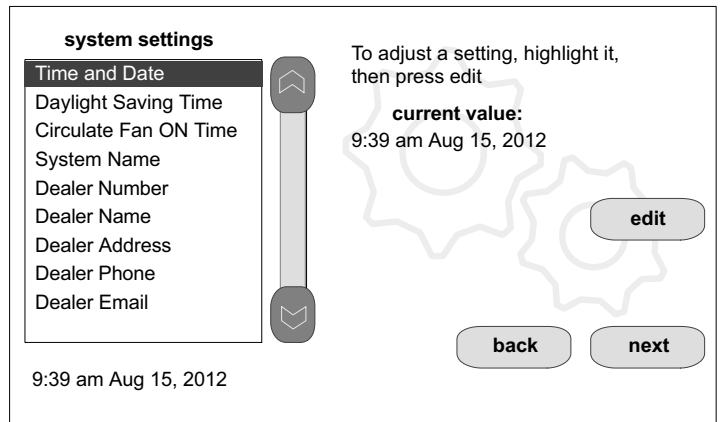 system settings
Time and Date
Daylight Saving Time
Circulate Fan ON Time
System Name
Dealer Number
Dealer Name
Dealer Address
Dealer Phone
Dealer Email
9:39 am Aug 15, 2012
To adjust a setting, highlight it,
then press edit
current value:
9:39 am Aug 15, 2012
edit
back
next